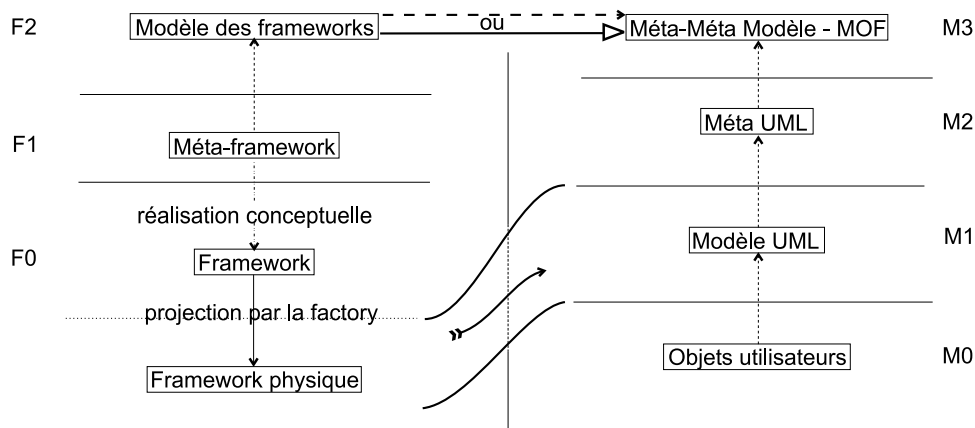 F2 Modèle des frameworks ou Méta-Méta Modèle - MOF M3
F1 Méta-framework Méta UML M2
réalisation conceptuelle
F0 Framework Modèle UML M1
projection par la factory
Framework physique Objets utilisateurs M0